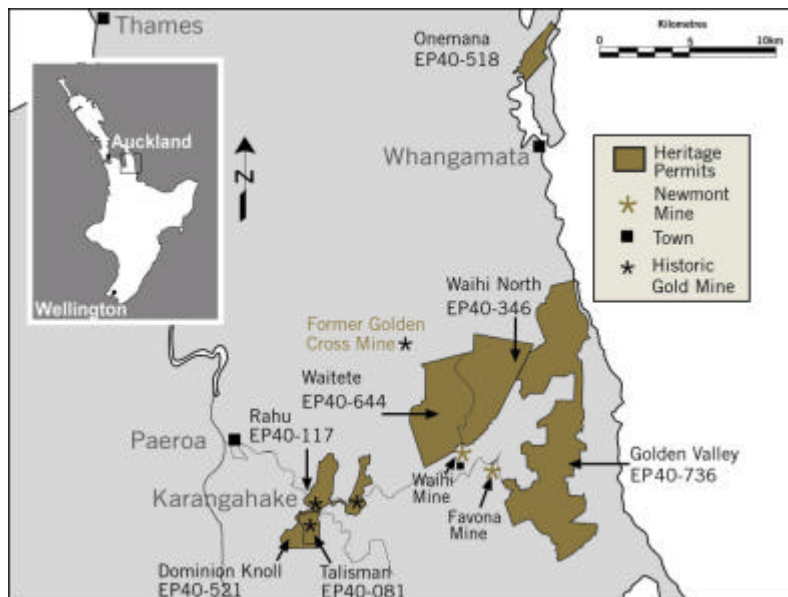 Thames
Onemana
EP40-518
Kilometres
0 5 10km
Auckland
Wellington
N
Whangamata
Heritage
Permits
Newmont
Mine
Town
Historic
Gold Mine
Waihi North
EP40-346
Former Golden
Cross Mine
Waitete
EP40-644
Rahu
EP40-117
Paeroa
Karangahake
Waihi
Mine
Favona
Mine
Golden Valley
EP40-736
Dominion Knoll
EP40-521
Talisman
EP40-081